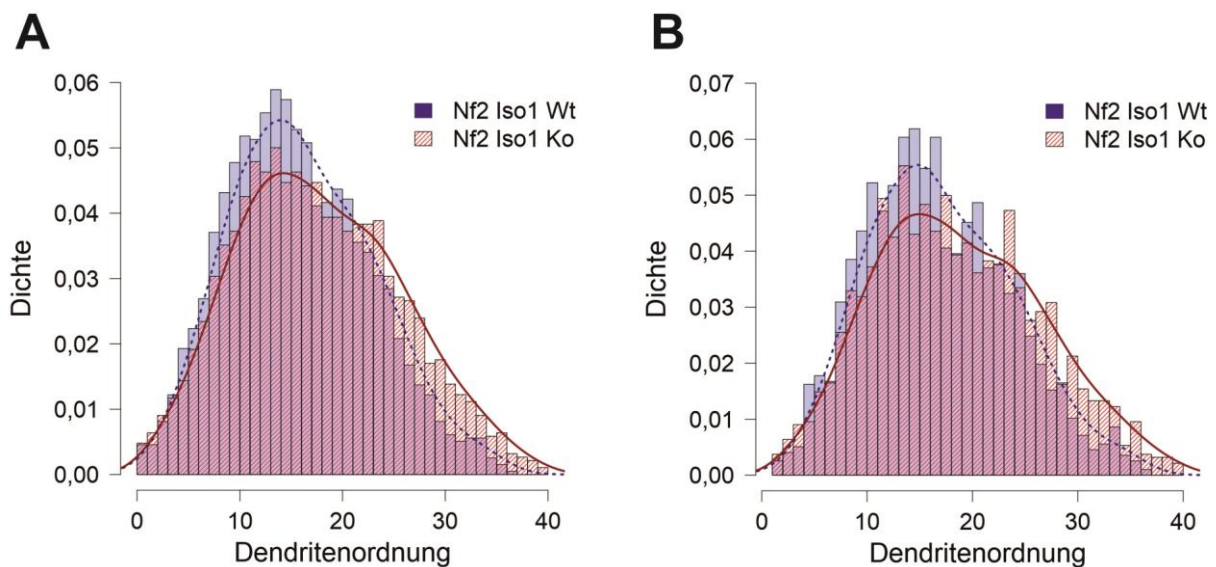 A
0,06
0,05
0,04
0,03
0,02
0,01
0,00
Dichte
0 10 20 30 40
Dendritenordnung
Nf2 Iso1 Wt
Nf2 Iso1 Ko
B
0,07
0,06
0,05
0,04
0,03
0,02
0,01
0,00
Dichte
0 10 20 30 40
Dendritenordnung
Nf2 Iso1 Wt
Nf2 Iso1 Ko